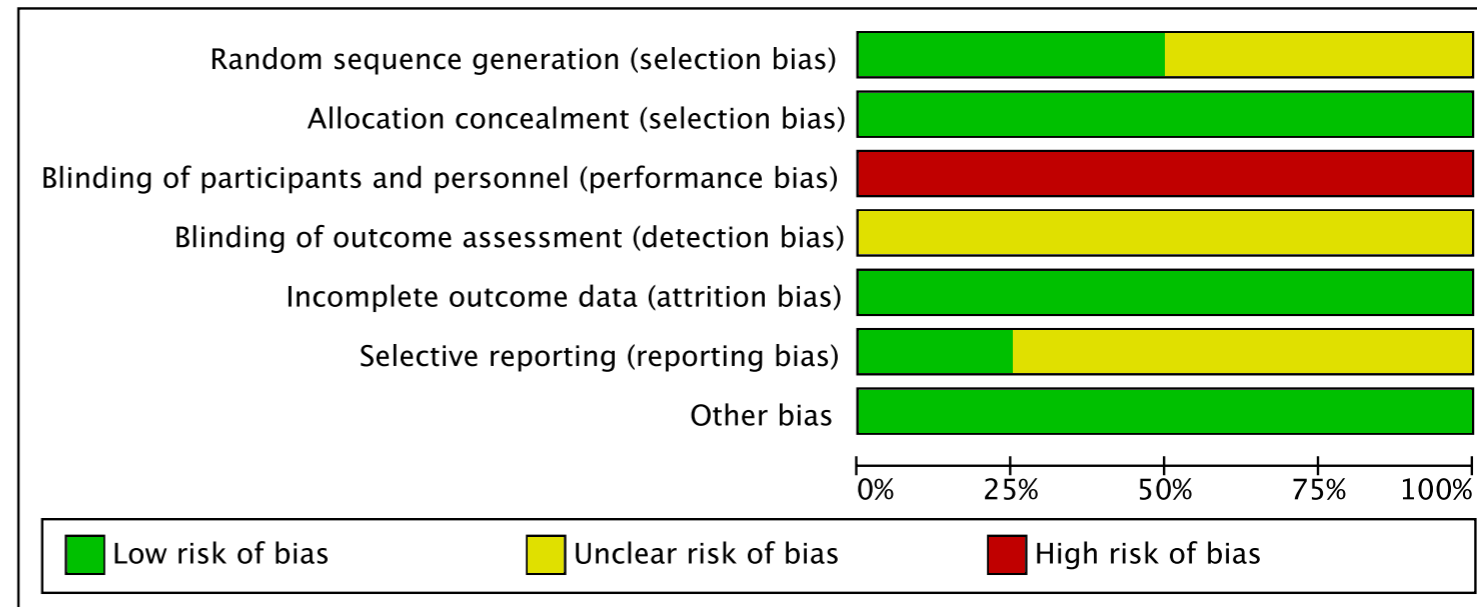 Random sequence generation (selection bias)
Allocation concealment (selection bias)
Blinding of participants and personnel (performance bias)
Blinding of outcome assessment (detection bias)
Incomplete outcome data (attrition bias)
Selective reporting (reporting bias)
Other bias
0% 25% 50% 75% 100%
Low risk of bias Unclear risk of bias High risk of bias